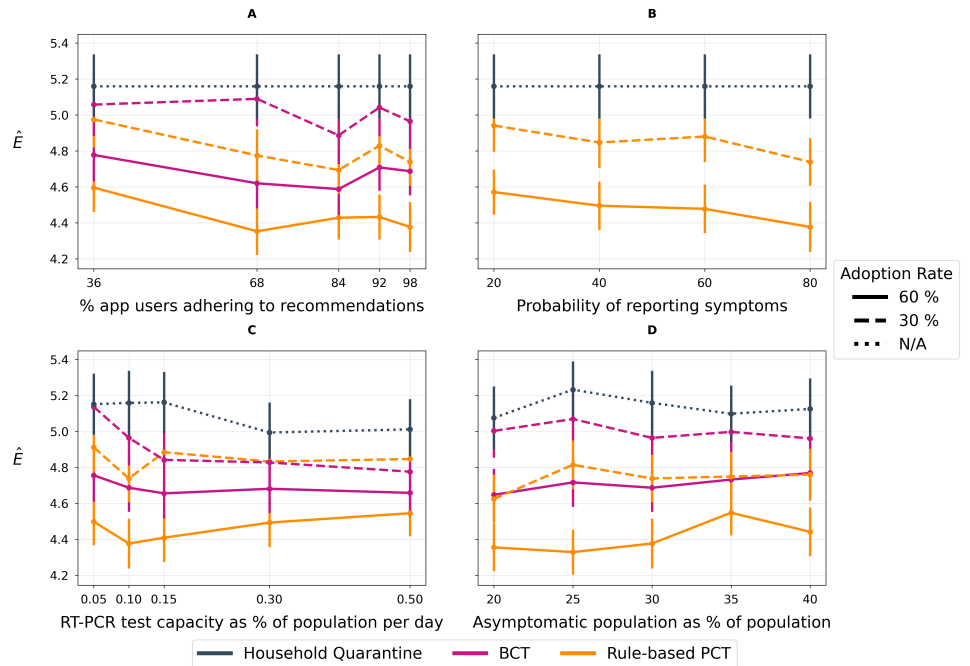 A
B
5.4
5.2
5.0
4.8
4.6
4.4
4.2
Ê
36 68 84 92 98
20 40 60 80
% app users adhering to recommendations
Probability of reporting symptoms
Adoption Rate
60 %
30 %
N/A
C
D
5.4
5.2
5.0
4.8
4.6
4.4
4.2
Ê
0.05 0.10 0.15 0.30 0.50
20 25 30 35 40
RT-PCR test capacity as % of population per day
Asymptomatic population as % of population
Household Quarantine BCT Rule-based PCT